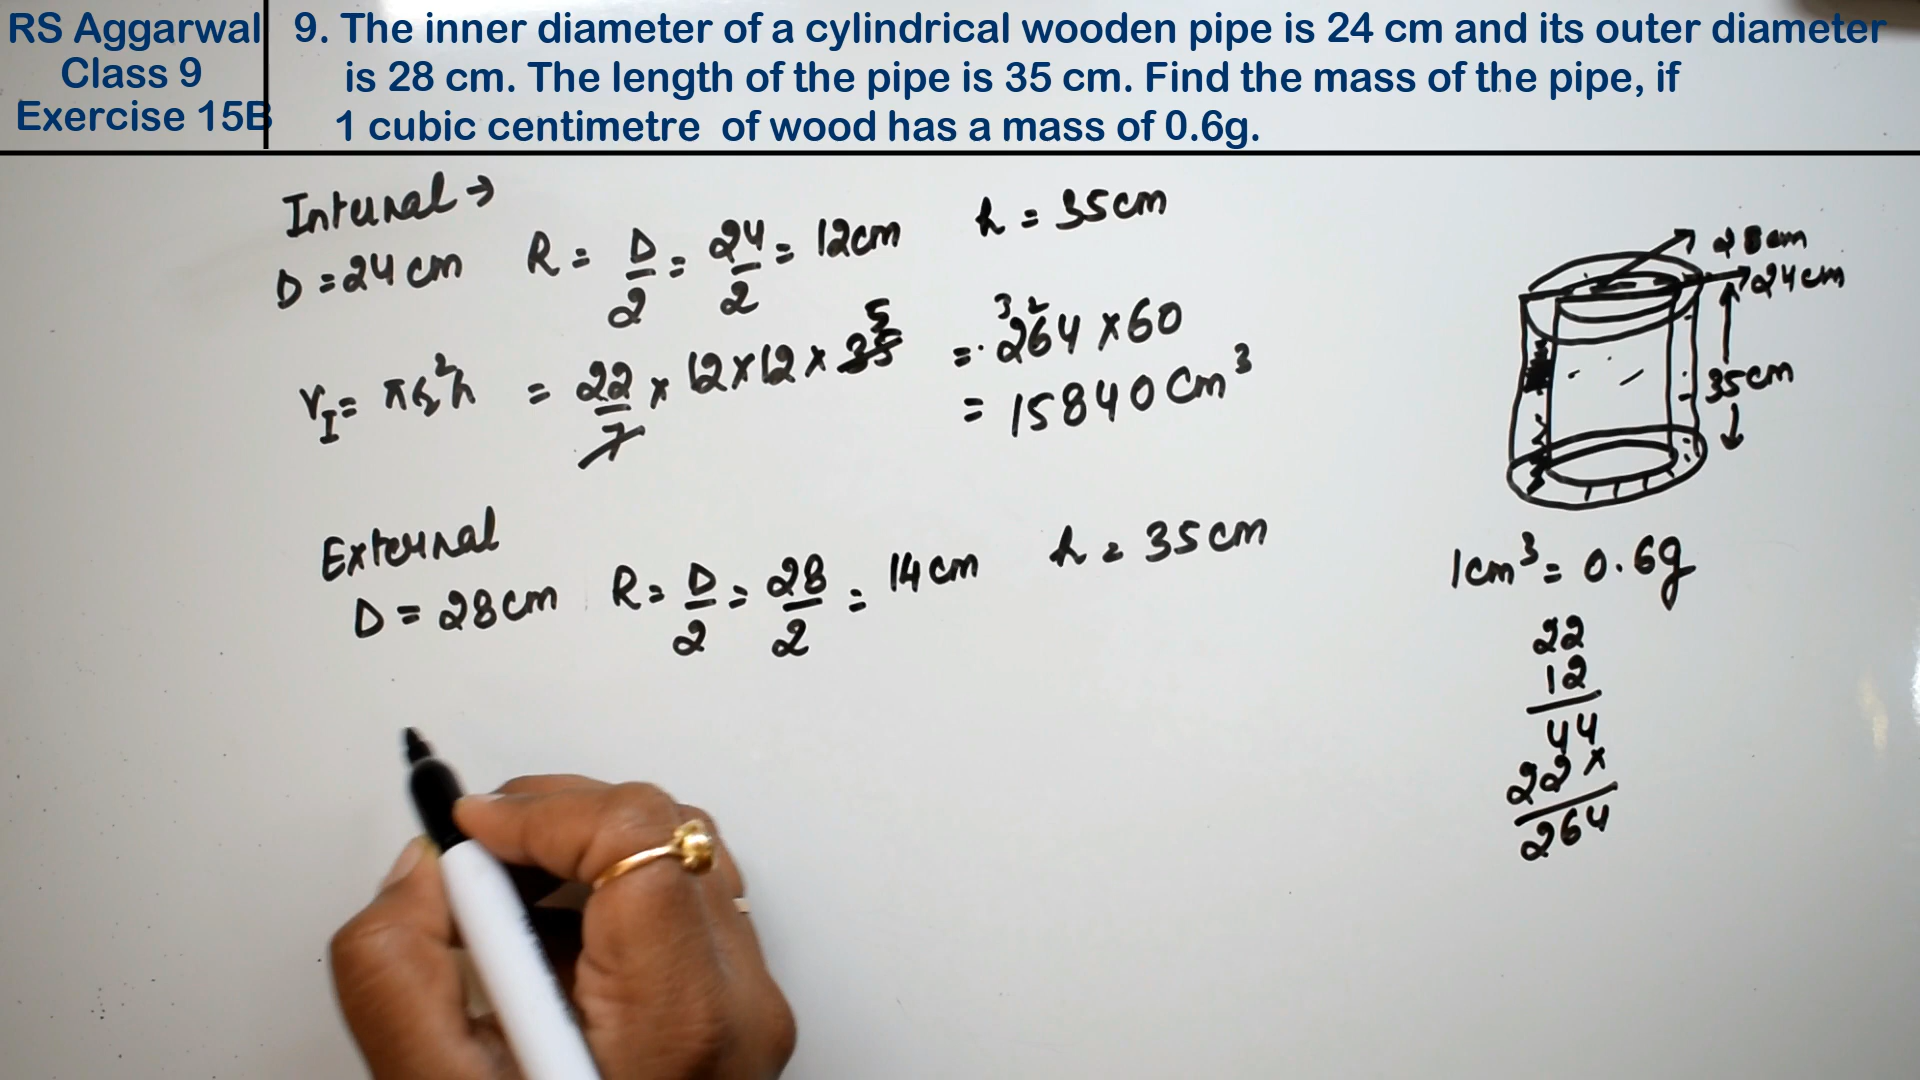 RS Aggarwal
Class 9
Exercise 15B
9. The inner diameter of a cylindrical wooden pipe is 24 cm and its outer diameter
is 28 cm. The length of the pipe is 35 cm. Find the mass of the pipe, if
1 cubic centimetre of wood has a mass of 0.6g.
Internal →
D = 24 cm R = D/2 = 24/2 = 12cm h = 35cm
V_I = πr²h = 22/7 × 12 × 12 × 35 5 = 3 2 264 × 60
= 15840 cm³
External
D = 28cm R = D/2 = 28/2 = 14cm h = 35cm
28cm
24cm
35cm
1cm³ = 0.6g
22
12
44
22×
264